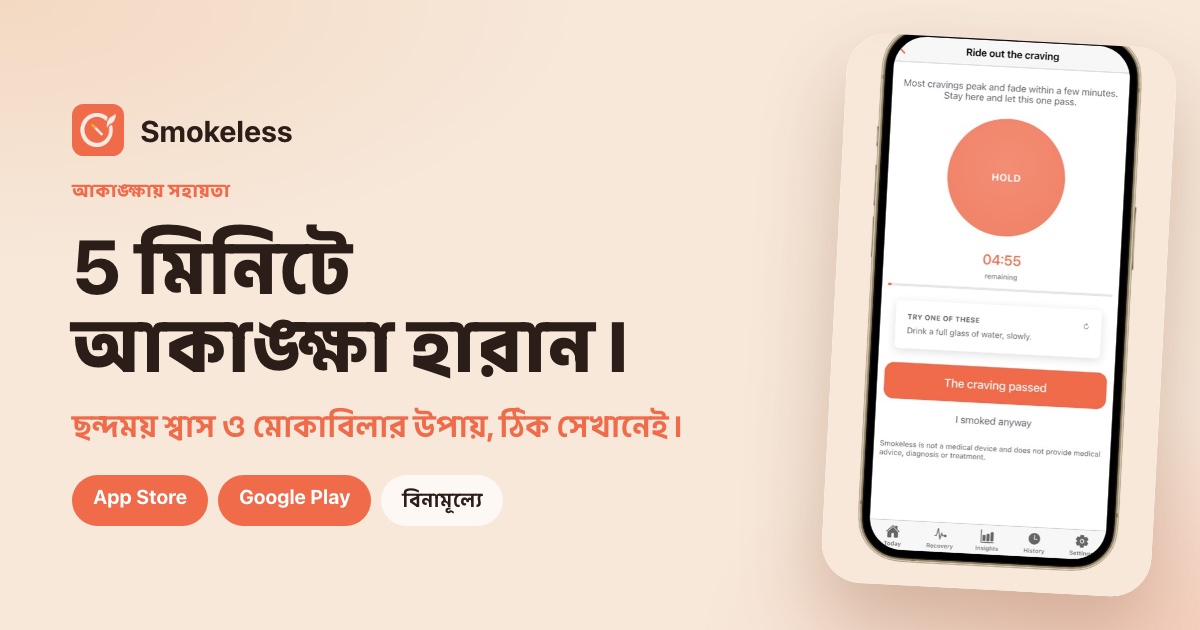 Smokeless
আকাঙ্ক্ষায় সহায়তা
5 মিনিটে
আকাঙ্ক্ষা হারান।
ছন্দময় শ্বাস ও মোকাবিলার উপায়, ঠিক সেখানেই।
App Store
Google Play
বিনামূল্যে
Ride out the craving
Most cravings peak and fade within a few minutes.
Stay here and let this one pass.
HOLD
04:55
remaining
TRY ONE OF THESE
Drink a full glass of water, slowly.
The craving passed
I smoked anyway
Smokeless is not a medical device and does not provide medical
advice, diagnosis or treatment.
Today
Recovery
Insights
History
Settings